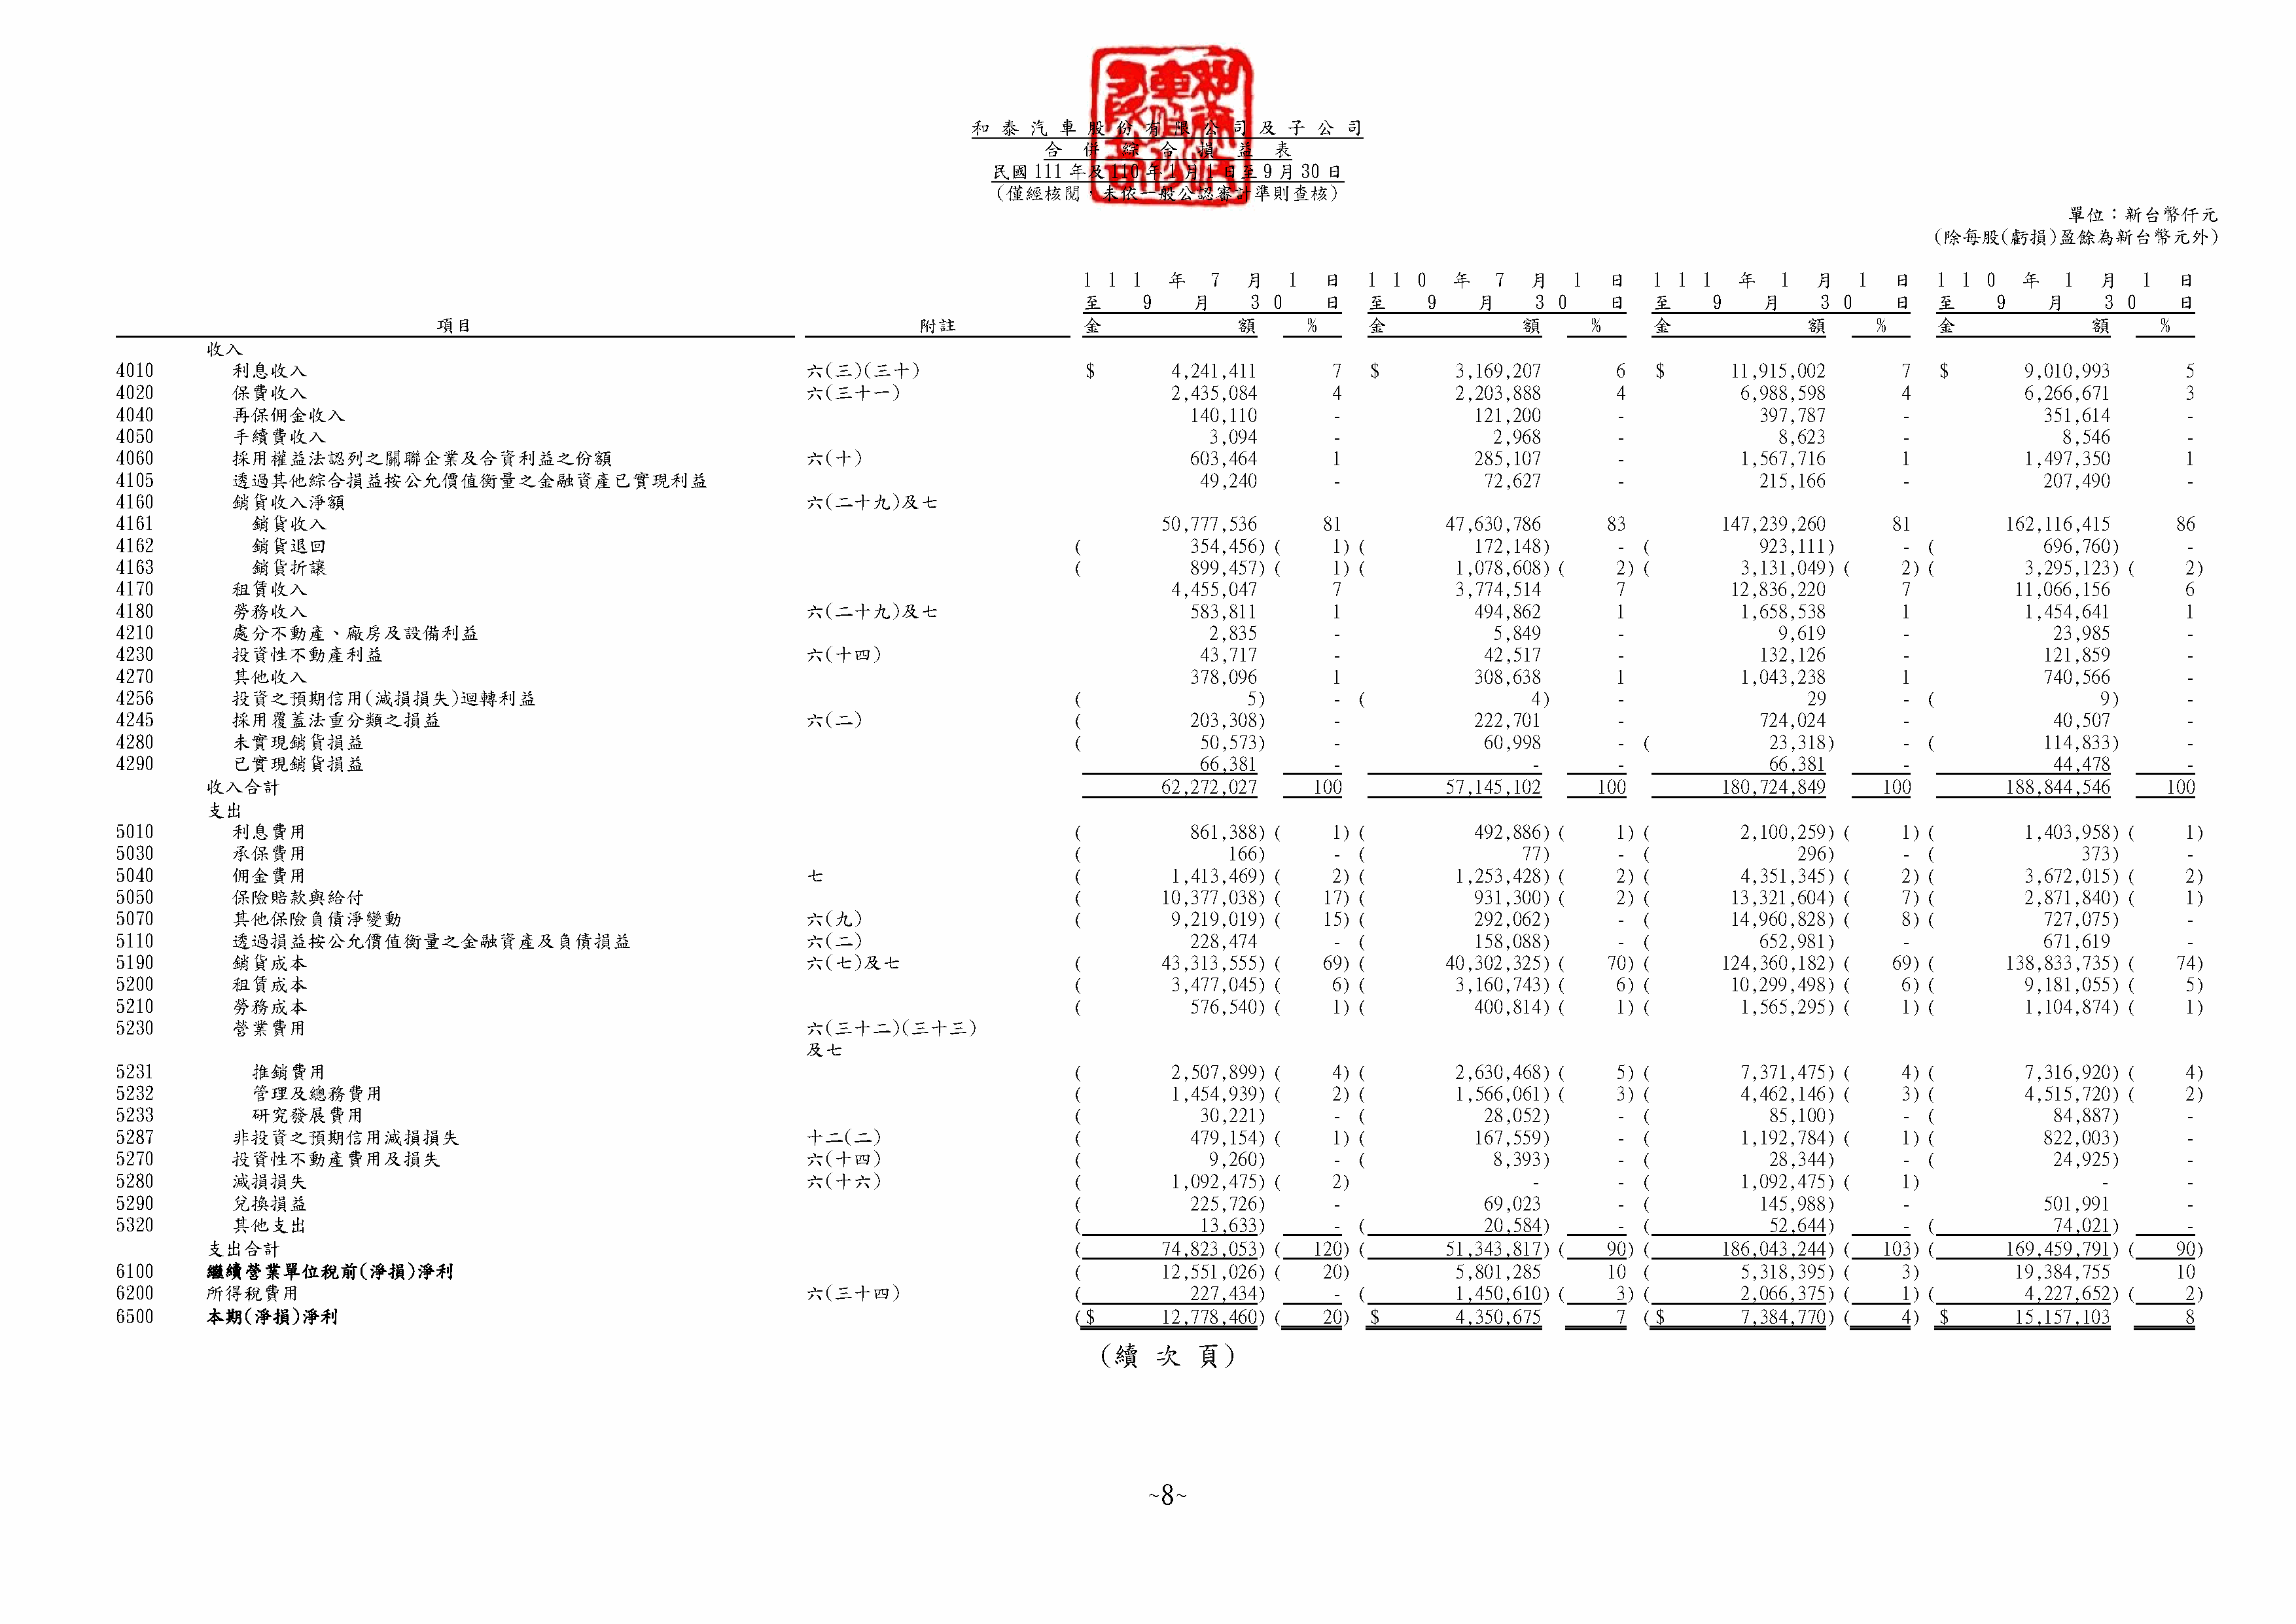 和泰汽車股份有限公司及子公司
合併綜合損益表
民國111年及110年1月1日至9月30日
(僅經核閱，未依一般公認審計準則查核)
單位：新台幣仟元
(除每股(虧損)盈餘為新台幣元外)
111年7月1日 110年7月1日 111年1月1日 110年1月1日
至9月30日 至9月30日 至9月30日 至9月30日
項目 附註 金額 % 金額 % 金額 % 金額 %
收入
4010 利息收入 六(三)(三十) $ 4,241,411 7 $ 3,169,207 6 $ 11,915,002 7 $ 9,010,993 5
4020 保費收入 六(三十一) 2,435,084 4 2,203,888 4 6,988,598 4 6,266,671 3
4040 再保佣金收入 140,110 - 121,200 - 397,787 - 351,614 -
4050 手續費收入 3,094 - 2,968 - 8,623 - 8,546 -
4060 採用權益法認列之關聯企業及合資利益之份額 六(十) 603,464 1 285,107 - 1,567,716 1 1,497,350 1
4105 透過其他綜合損益按公允價值衡量之金融資產已實現利益 49,240 - 72,627 - 215,166 - 207,490 -
4160 銷貨收入淨額 六(二十九)及七
4161 銷貨收入 50,777,536 81 47,630,786 83 147,239,260 81 162,116,415 86
4162 銷貨退回 ( 354,456) ( 1) ( 172,148) - ( 923,111) - ( 696,760) -
4163 銷貨折讓 ( 899,457) ( 1) ( 1,078,608) ( 2) ( 3,131,049) ( 2) ( 3,295,123) ( 2)
4170 租賃收入 4,455,047 7 3,774,514 7 12,836,220 7 11,066,156 6
4180 勞務收入 六(二十九)及七 583,811 1 494,862 1 1,658,538 1 1,454,641 1
4210 處分不動產、廠房及設備利益 2,835 - 5,849 - 9,619 - 23,985 -
4230 投資性不動產利益 六(十四) 43,717 - 42,517 - 132,126 - 121,859 -
4270 其他收入 378,096 1 308,638 1 1,043,238 1 740,566 -
4256 投資之預期信用(減損損失)迴轉利益 ( 5) - ( 4) - 29 - ( 9) -
4245 採用覆蓋法重分類之損益 六(二) ( 203,308) - 222,701 - 724,024 - 40,507 -
4280 未實現銷貨損益 ( 50,573) - 60,998 - ( 23,318) - ( 114,833) -
4290 已實現銷貨損益 66,381 - - - 66,381 - 44,478 -
收入合計 62,272,027 100 57,145,102 100 180,724,849 100 188,844,546 100
支出
5010 利息費用 ( 861,388) ( 1) ( 492,886) ( 1) ( 2,100,259) ( 1) ( 1,403,958) ( 1)
5030 承保費用 ( 166) - ( 77) - ( 296) - ( 373) -
5040 佣金費用 七 ( 1,413,469) ( 2) ( 1,253,428) ( 2) ( 4,351,345) ( 2) ( 3,672,015) ( 2)
5050 保險賠款與給付 ( 10,377,038) ( 17) ( 931,300) ( 2) ( 13,321,604) ( 7) ( 2,871,840) ( 1)
5070 其他保險負債淨變動 六(九) ( 9,219,019) ( 15) ( 292,062) - ( 14,960,828) ( 8) ( 727,075) -
5110 透過損益按公允價值衡量之金融資產及負債損益 六(二) 228,474 - ( 158,088) - ( 652,981) - 671,619 -
5190 銷貨成本 六(七)及七 ( 43,313,555) ( 69) ( 40,302,325) ( 70) ( 124,360,182) ( 69) ( 138,833,735) ( 74)
5200 租賃成本 ( 3,477,045) ( 6) ( 3,160,743) ( 6) ( 10,299,498) ( 6) ( 9,181,055) ( 5)
5210 勞務成本 ( 576,540) ( 1) ( 400,814) ( 1) ( 1,565,295) ( 1) ( 1,104,874) ( 1)
5230 營業費用 六(三十二)(三十三)
及七
5231 推銷費用 ( 2,507,899) ( 4) ( 2,630,468) ( 5) ( 7,371,475) ( 4) ( 7,316,920) ( 4)
5232 管理及總務費用 ( 1,454,939) ( 2) ( 1,566,061) ( 3) ( 4,462,146) ( 3) ( 4,515,720) ( 2)
5233 研究發展費用 ( 30,221) - ( 28,052) - ( 85,100) - ( 84,887) -
5287 非投資之預期信用減損損失 十二(二) ( 479,154) ( 1) ( 167,559) - ( 1,192,784) ( 1) ( 822,003) -
5270 投資性不動產費用及損失 六(十四) ( 9,260) - ( 8,393) - ( 28,344) - ( 24,925) -
5280 減損損失 六(十六) ( 1,092,475) ( 2) - - ( 1,092,475) ( 1) - -
5290 兌換損益 ( 225,726) - 69,023 - ( 145,988) - 501,991 -
5320 其他支出 ( 13,633) - ( 20,584) - ( 52,644) - ( 74,021) -
支出合計 ( 74,823,053) ( 120) ( 51,343,817) ( 90) ( 186,043,244) ( 103) ( 169,459,791) ( 90)
6100 繼續營業單位稅前(淨損)淨利 ( 12,551,026) ( 20) 5,801,285 10 ( 5,318,395) ( 3) 19,384,755 10
6200 所得稅費用 六(三十四) ( 227,434) - ( 1,450,610) ( 3) ( 2,066,375) ( 1) ( 4,227,652) ( 2)
6500 本期(淨損)淨利 ($ 12,778,460) ( 20) $ 4,350,675 7 ($ 7,384,770) ( 4) $ 15,157,103 8
(續次頁)
~8~